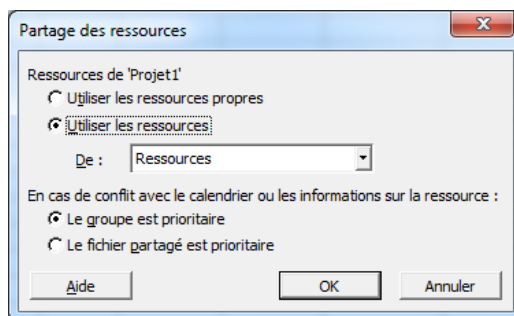 Partage des ressources
Ressources de 'Projet1'
Utiliser les ressources propres
Utiliser les ressources
De : Ressources
En cas de conflit avec le calendrier ou les informations sur la ressource :
Le groupe est prioritaire
Le fichier partagé est prioritaire
Aide OK Annuler